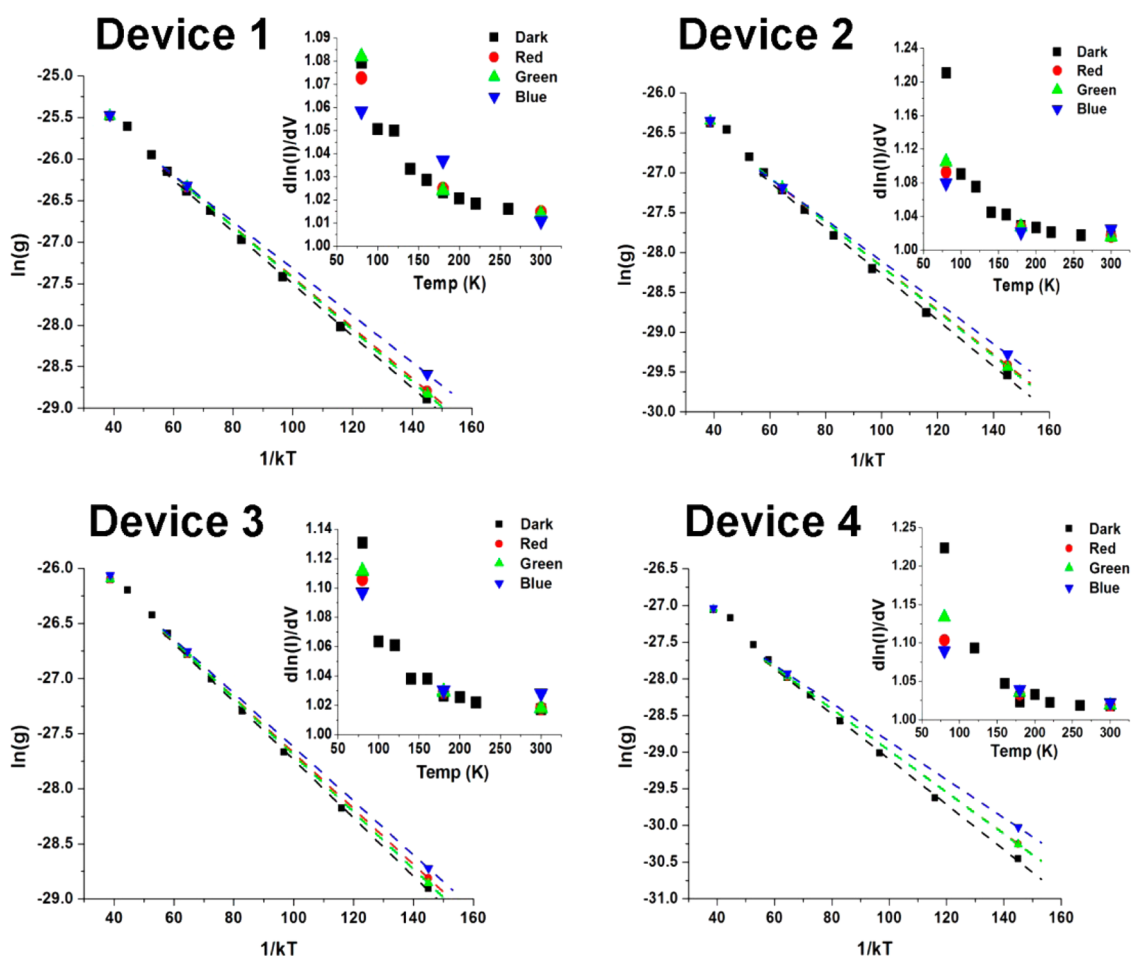 Device 1
1.09
1.08
1.07
1.06
1.05
1.04
1.03
1.02
1.01
1.00
dln(I)/dV
50 100 150 200 250 300
Temp (K)
Dark
Red
Green
Blue
-25.0
-25.5
-26.0
-26.5
-27.0
-27.5
-28.0
-28.5
-29.0
ln(g)
40 60 80 100 120 140 160
1/kT
Device 2
1.24
1.20
1.16
1.12
1.08
1.04
1.00
dln(I)/dV
50 100 150 200 250 300
Temp (K)
Dark
Red
Green
Blue
-26.0
-26.5
-27.0
-27.5
-28.0
-28.5
-29.0
-29.5
-30.0
ln(g)
40 60 80 100 120 140 160
1/kT
Device 3
1.14
1.12
1.10
1.08
1.06
1.04
1.02
1.00
dln(I)/dV
50 100 150 200 250 300
Temp (K)
Dark
Red
Green
Blue
-26.0
-26.5
-27.0
-27.5
-28.0
-28.5
-29.0
ln(g)
40 60 80 100 120 140 160
1/kT
Device 4
1.25
1.20
1.15
1.10
1.05
1.00
dln(I)/dV
50 100 150 200 250 300
Temp (K)
Dark
Red
Green
Blue
-26.5
-27.0
-27.5
-28.0
-28.5
-29.0
-29.5
-30.0
-30.5
-31.0
ln(g)
40 60 80 100 120 140 160
1/kT